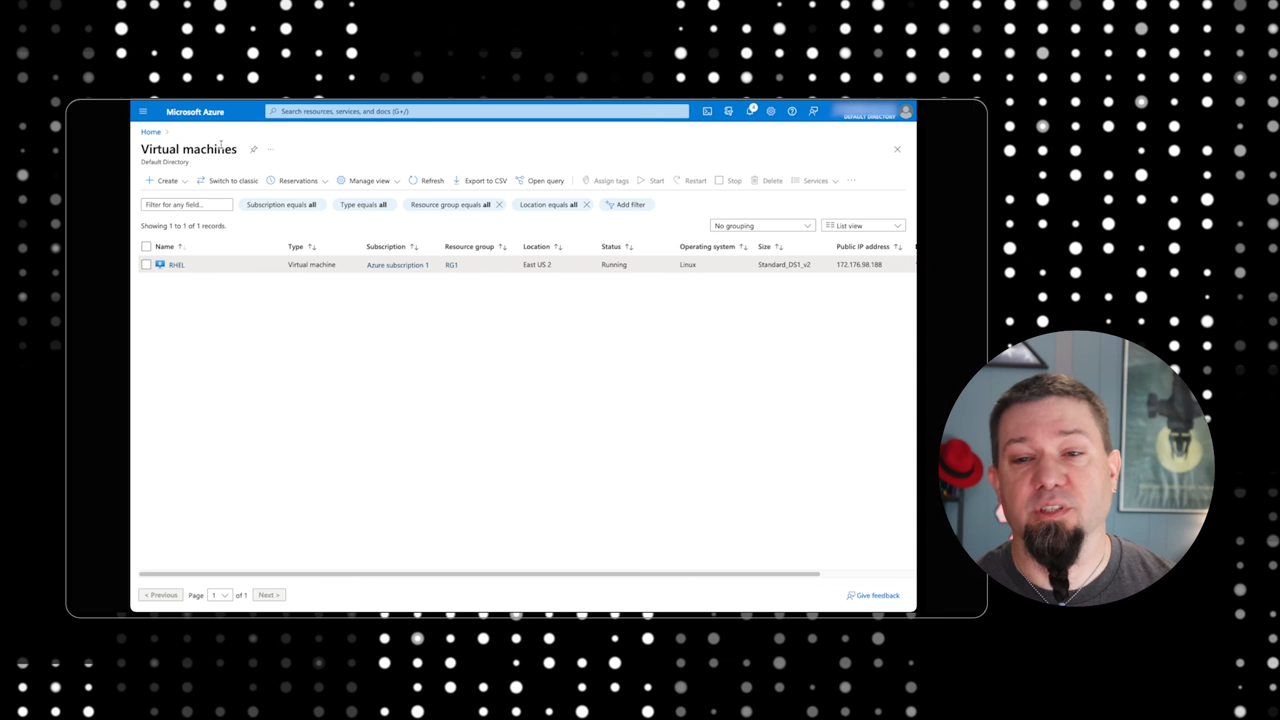 Microsoft Azure
Search resources, services, and docs (G+/)
4
DEFAULT DIRECTORY
Home >
Virtual machines
Default Directory
Create Switch to classic Reservations Manage view Refresh Export to CSV Open query Assign tags Start Restart Stop Delete Services
Filter for any field... Subscription equals all Type equals all Resource group equals all Location equals all Add filter
Showing 1 to 1 of 1 records. No grouping List view
Name Type Subscription Resource group Location Status Operating system Size Public IP address
RHEL Virtual machine Azure subscription 1 RG1 East US 2 Running Linux Standard_DS1_v2 172.176.98.188
< Previous Page 1 of 1 Next > Give feedback